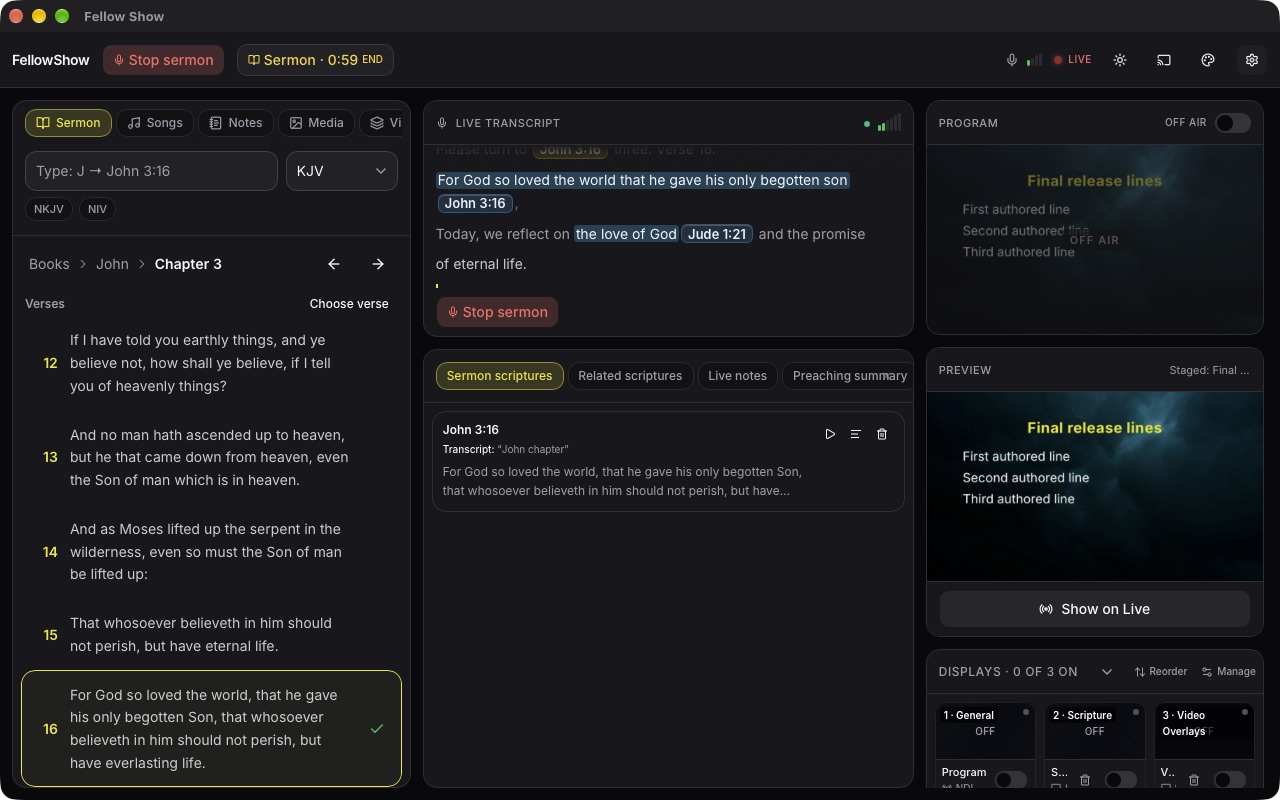 Fellow Show
FellowShow
Stop sermon
Sermon · 0:59 END
LIVE
Sermon
Songs
Notes
Media
Vi
Type: J → John 3:16
KJV
NKJV
NIV
Books > John > Chapter 3
Verses
Choose verse
12
If I have told you earthly things, and ye
believe not, how shall ye believe, if I tell
you of heavenly things?
13
And no man hath ascended up to heaven,
but he that came down from heaven, even
the Son of man which is in heaven.
14
And as Moses lifted up the serpent in the
wilderness, even so must the Son of man
be lifted up:
15
That whosoever believeth in him should
not perish, but have eternal life.
16
For God so loved the world, that he gave
his only begotten Son, that whosoever
believeth in him should not perish, but
have everlasting life.
LIVE TRANSCRIPT
Please turn to John 3:16 three. Verse 16.
For God so loved the world that he gave his only begotten son
John 3:16 ,
Today, we reflect on the love of God Jude 1:21 and the promise
of eternal life.
Stop sermon
Sermon scriptures
Related scriptures
Live notes
Preaching summary
John 3:16
Transcript: “John chapter”
For God so loved the world, that he gave his only begotten Son,
that whosoever believeth in him should not perish, but have...
PROGRAM
OFF AIR
Final release lines
First authored line
Second authored line
Third authored line
OFF AIR
PREVIEW
Staged: Final ...
Final release lines
First authored line
Second authored line
Third authored line
Show on Live
DISPLAYS · 0 OF 3 ON
Reorder
Manage
1 · General
OFF
2 · Scripture
OFF
3 · Video
Overlays
Program
NDI
S...
V..